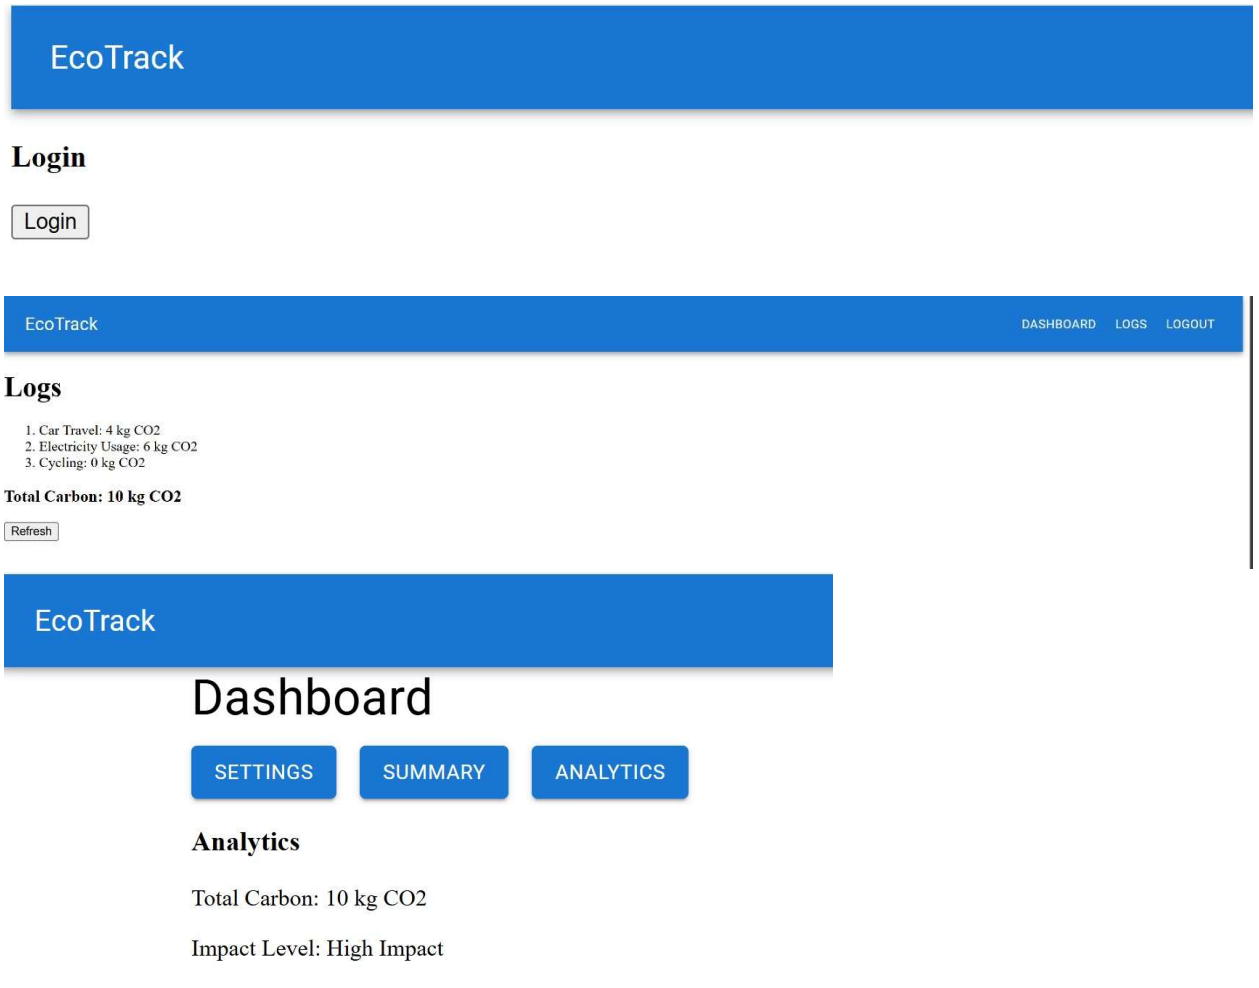 EcoTrack
Login
Login
EcoTrack DASHBOARD LOGS LOGOUT
Logs
1. Car Travel: 4 kg CO2
2. Electricity Usage: 6 kg CO2
3. Cycling: 0 kg CO2
Total Carbon: 10 kg CO2
Refresh
EcoTrack
Dashboard
SETTINGS SUMMARY ANALYTICS
Analytics
Total Carbon: 10 kg CO2
Impact Level: High Impact